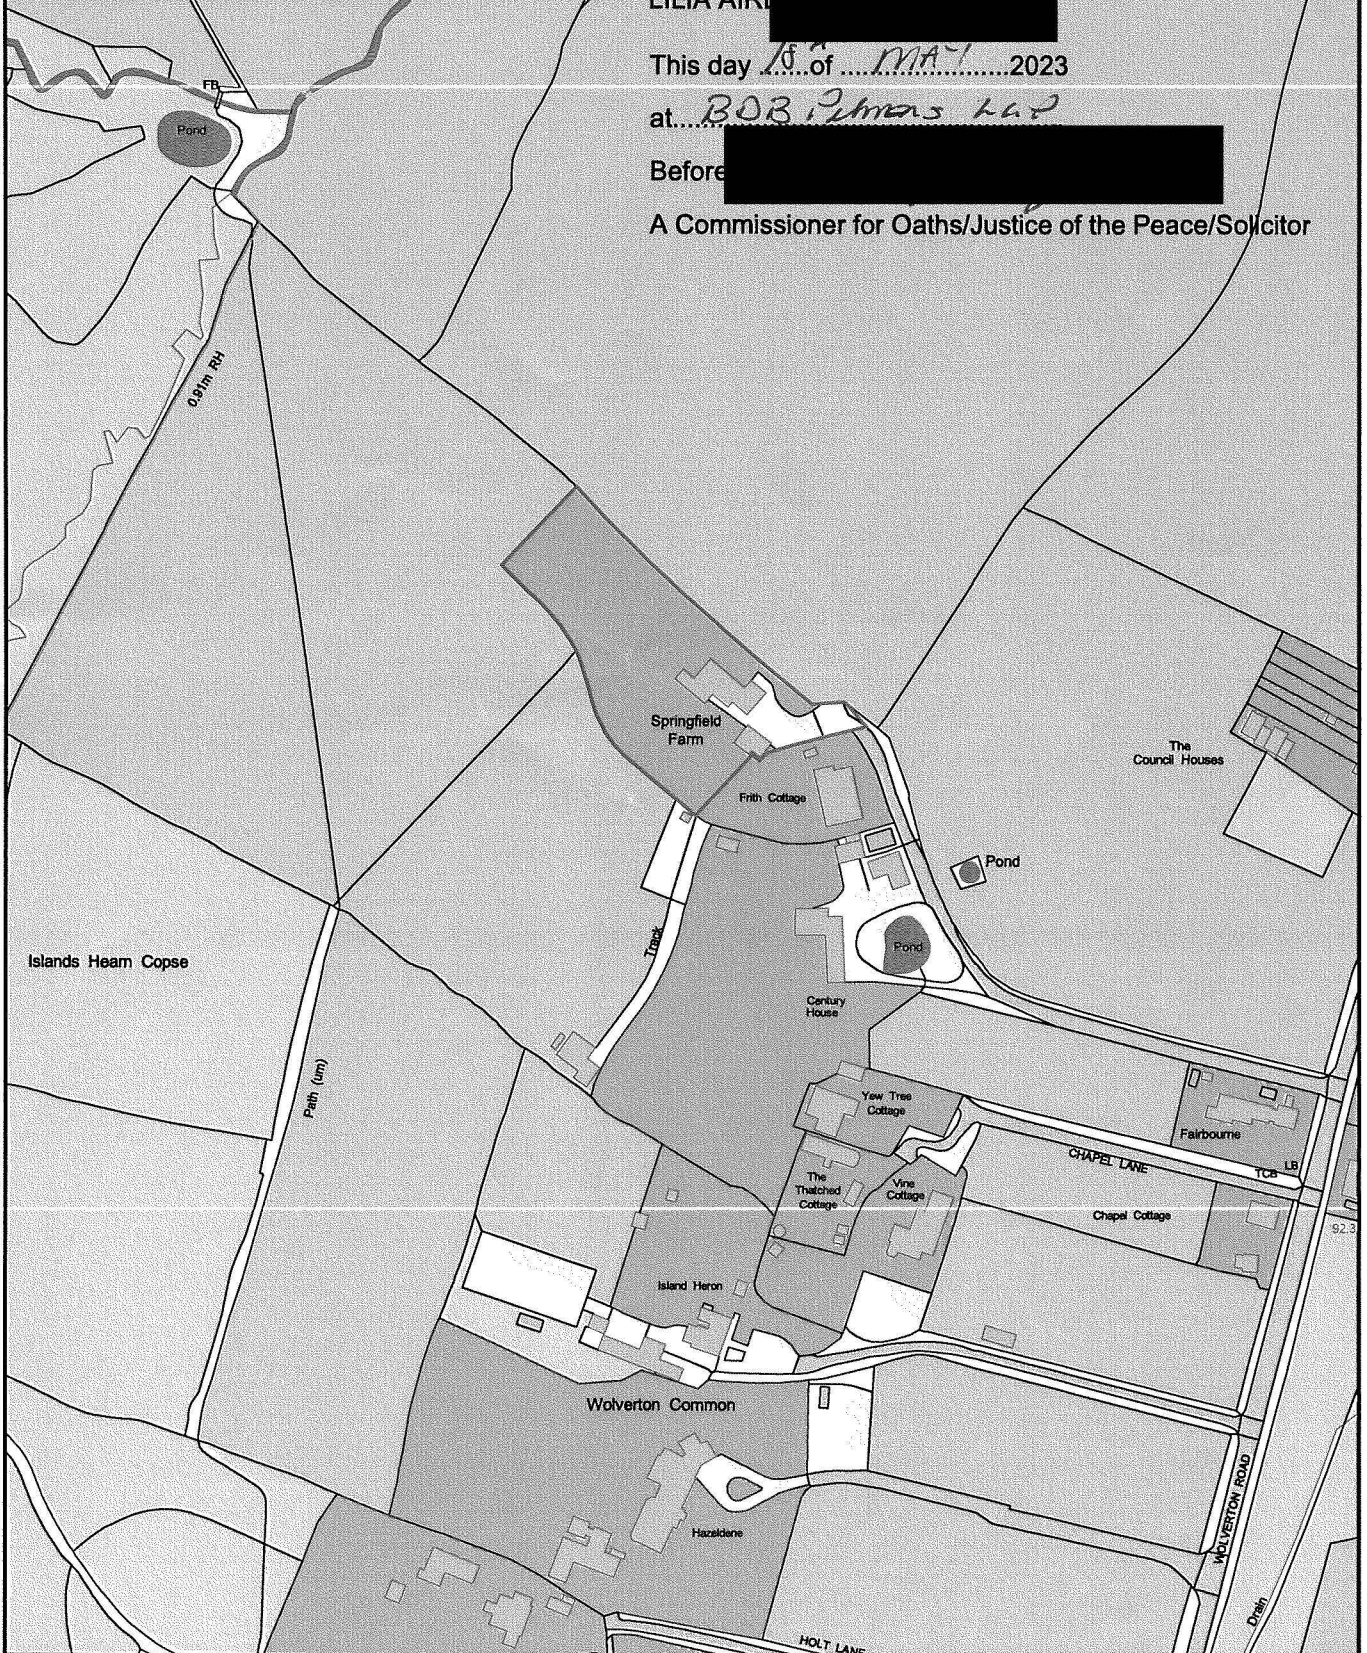 LILIA AIRD
This day 18th of MAY 2023
at BDB Pitmans LLP
Before
A Commissioner for Oaths/Justice of the Peace/Solicitor
FB
Pond
0.91m RH
Springfield
Farm
The
Council Houses
Frith Cottage
Pond
Track
Pond
Islands Heam Copse
Century
House
Path (um)
Yew Tree
Cottage
Fairbourne
CHAPEL LANE
TCB
LB
The
Thatched
Cottage
Vine
Cottage
Chapel Cottage
92.3
Island Heron
Wolverton Common
WOLVERTON ROAD
Hazeldene
Drain
HOLT LANE